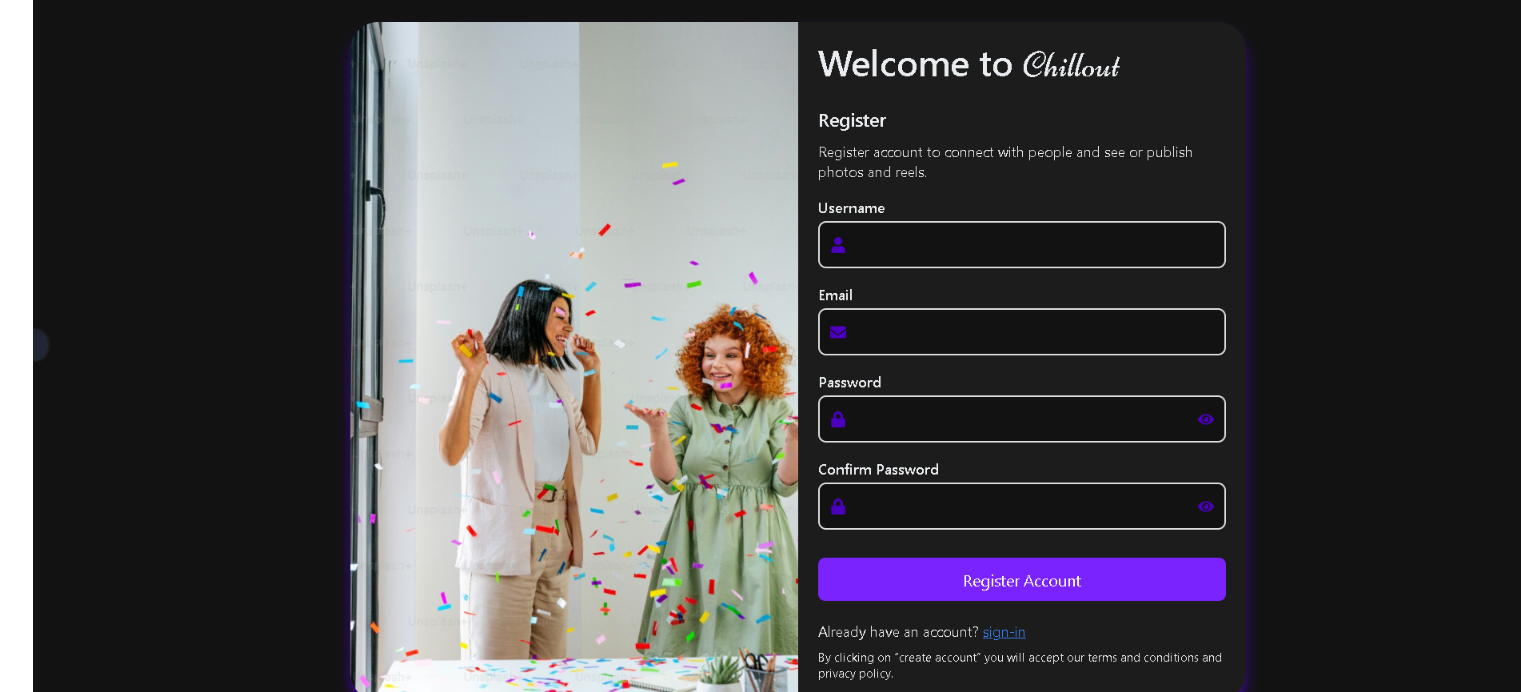 Welcome to Chillout
Register
Register account to connect with people and see or publish
photos and reels.
Username
Email
Password
Confirm Password
Register Account
Already have an account? sign-in
By clicking on "create account" you will accept our terms and conditions and
privacy policy.
Unsplash+